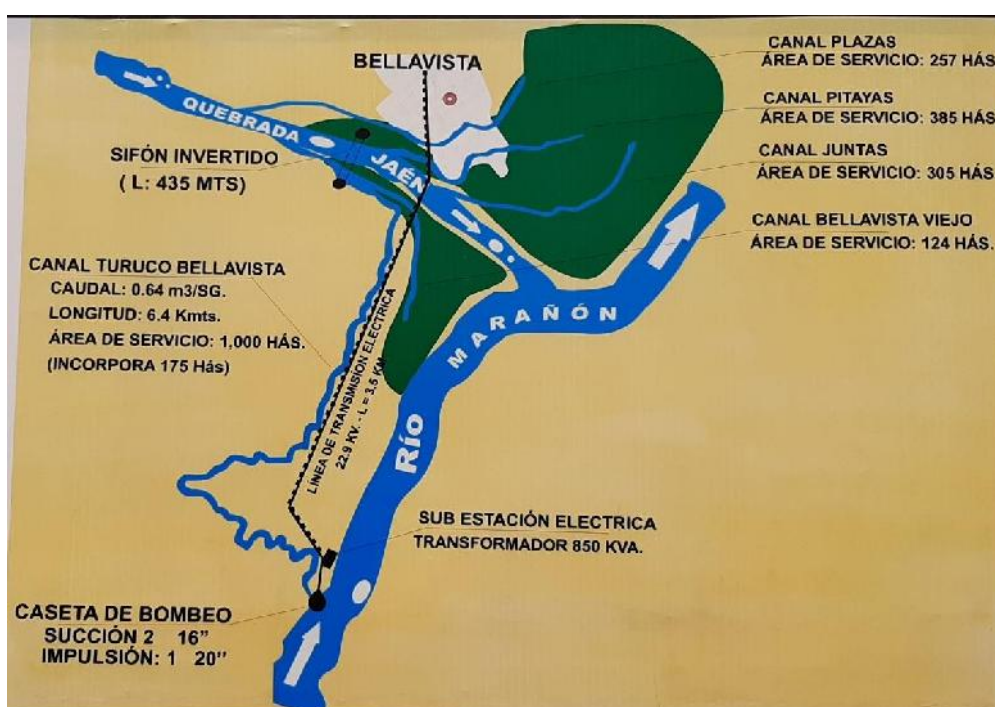 BELLAVISTA
CANAL PLAZAS
ÁREA DE SERVICIO: 257 HÁS
CANAL PITAYAS
ÁREA DE SERVICIO: 385 HÁS
CANAL JUNTAS
ÁREA DE SERVICIO: 305 HÁS
CANAL BELLAVISTA VIEJO
ÁREA DE SERVICIO: 124 HÁS.
QUEBRADA JAÉN
SIFÓN INVERTIDO
( L: 435 MTS)
CANAL TURUCO BELLAVISTA
CAUDAL: 0.64 m3/SG.
LONGITUD: 6.4 Kmts.
ÁREA DE SERVICIO: 1,000 HÁS.
(INCORPORA 175 Hás)
LINEA DE TRANSMISION ELECTRICA
22.9 KV. - L = 3.5 KM
Río MARAÑÓN
SUB ESTACIÓN ELECTRICA
TRANSFORMADOR 850 KVA.
CASETA DE BOMBEO
SUCCIÓN 2 16”
IMPULSIÓN: 1 20”